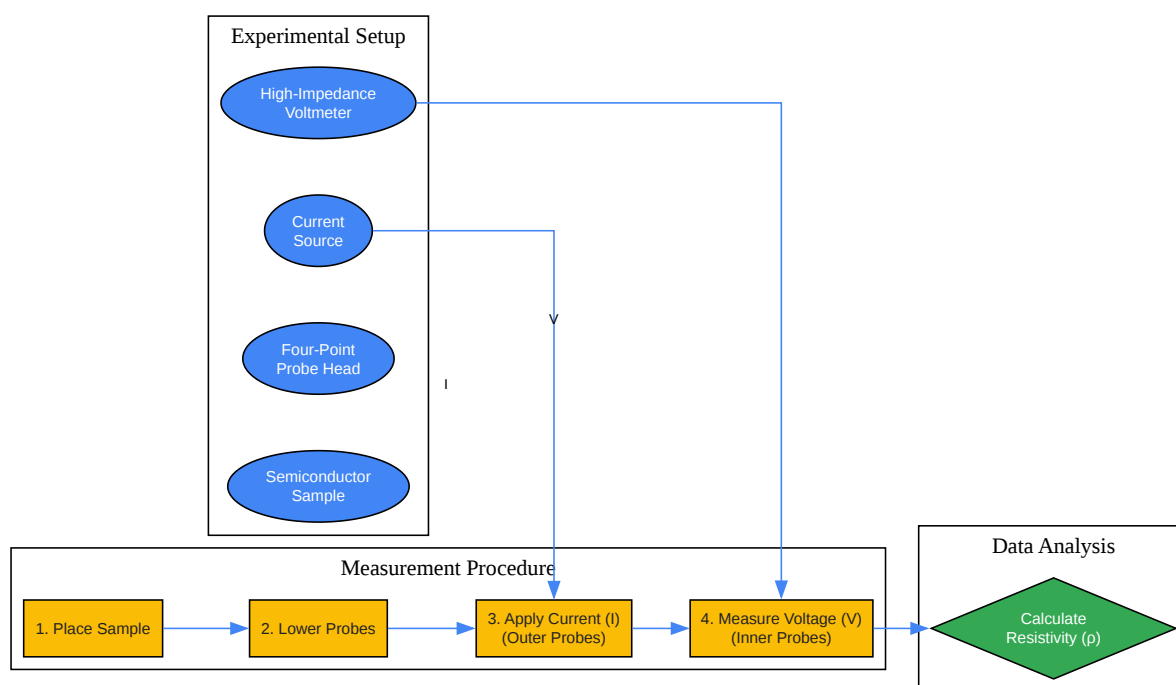 Experimental Setup
High-Impedance
Voltmeter
Current
Source
V
Four-Point
Probe Head
I
Semiconductor
Sample
Measurement Procedure
1. Place Sample
2. Lower Probes
3. Apply Current (I)
(Outer Probes)
4. Measure Voltage (V)
(Inner Probes)
Data Analysis
Calculate
Resistivity (ρ)